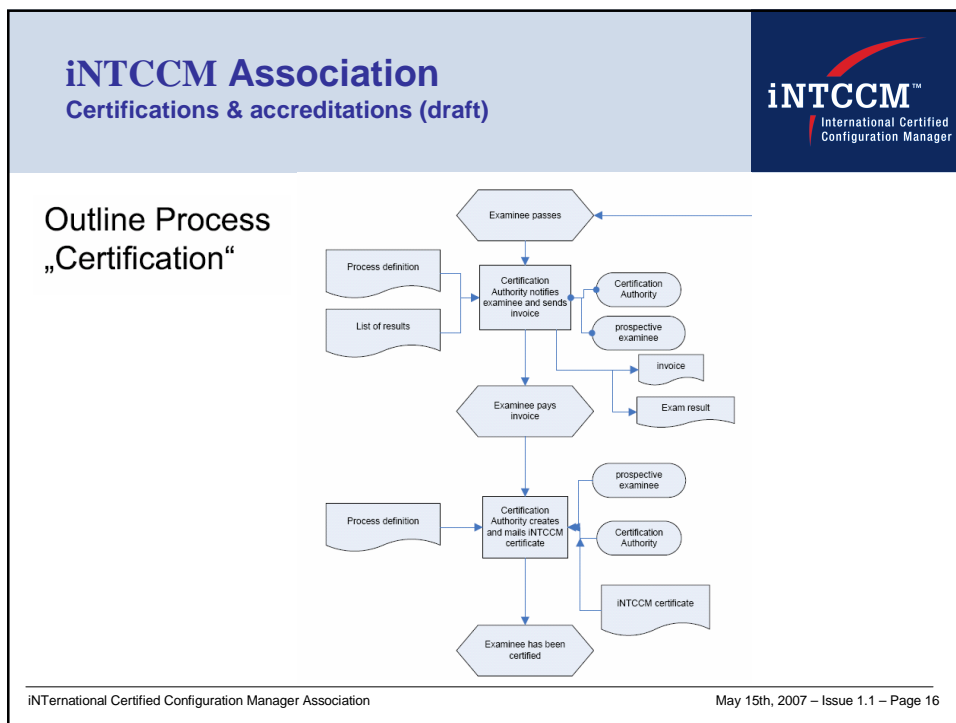 iNTCCM Association
Certifications & accreditations (draft)
iNTCCM™
International Certified
Configuration Manager
Outline Process
„Certification“
Examinee passes
Process definition
List of results
Certification
Authority notifies
examinee and sends
invoice
Certification
Authority
prospective
examinee
invoice
Exam result
Examinee pays
invoice
prospective
examinee
Process definition
Certification
Authority creates
and mails iNTCCM
certificate
Certification
Authority
iNTCCM certificate
Examinee has been
certified
iNTernational Certified Configuration Manager Association
May 15th, 2007 – Issue 1.1 – Page 16